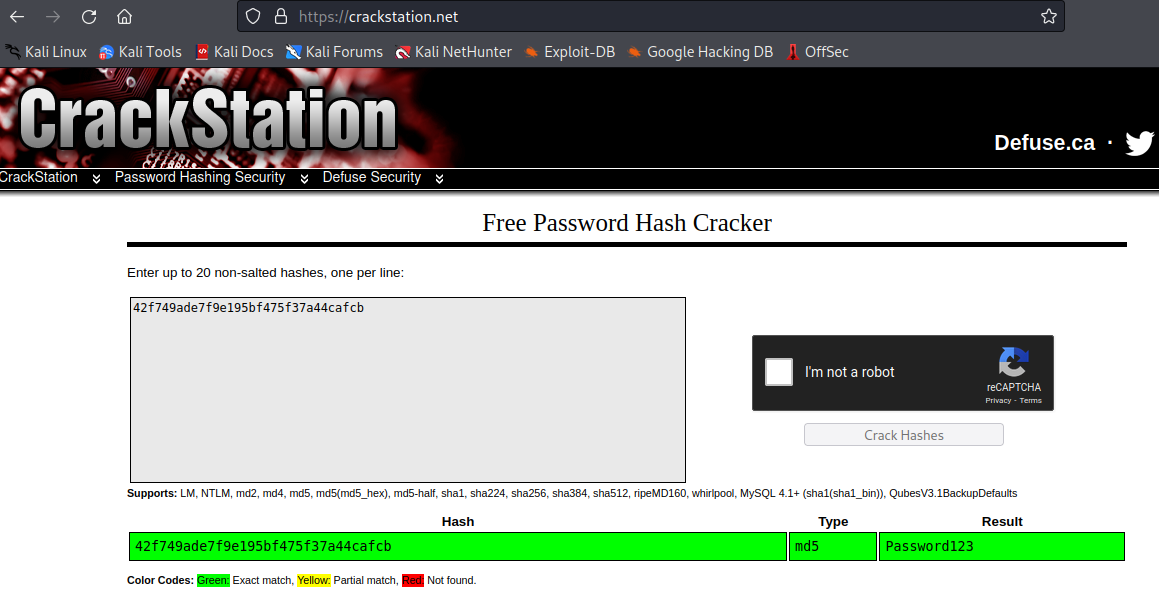 https://crackstation.net
Kali Linux Kali Tools Kali Docs Kali Forums Kali NetHunter Exploit-DB Google Hacking DB OffSec
CrackStation
Defuse.ca ·
CrackStation Password Hashing Security Defuse Security
Free Password Hash Cracker
Enter up to 20 non-salted hashes, one per line:
42f749ade7f9e195bf475f37a44cafcb
I'm not a robot
reCAPTCHA
Privacy - Terms
Crack Hashes
Supports: LM, NTLM, md2, md4, md5, md5(md5_hex), md5-half, sha1, sha224, sha256, sha384, sha512, ripeMD160, whirlpool, MySQL 4.1+ (sha1(sha1_bin)), QubesV3.1BackupDefaults
Hash Type Result
42f749ade7f9e195bf475f37a44cafcb md5 Password123
Color Codes: Green: Exact match, Yellow: Partial match, Red: Not found.